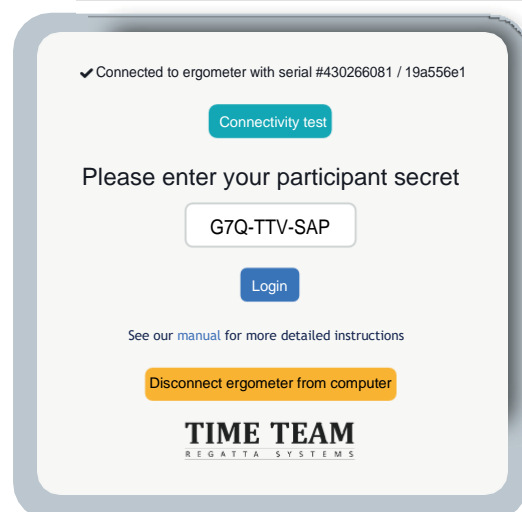 ✔ Connected to ergometer with serial #430266081 / 19a556e1
Connectivity test
Please enter your participant secret
G7Q-TTV-SAP
Login
See our manual for more detailed instructions
Disconnect ergometer from computer
TIME TEAM
REGATTA SYSTEMS